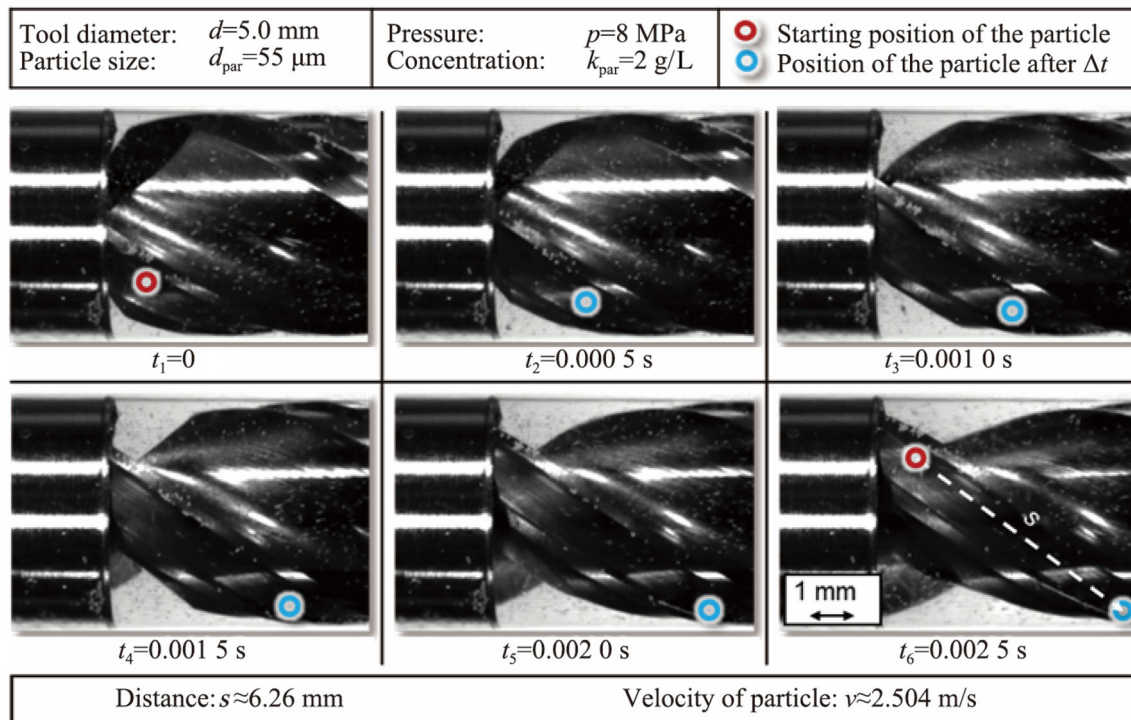 Tool diameter: d=5.0 mm
Particle size: d_par=55 μm
Pressure: p=8 MPa
Concentration: k_par=2 g/L
Starting position of the particle
Position of the particle after Δt
t₁=0
t₂=0.000 5 s
t₃=0.001 0 s
t₄=0.001 5 s
t₅=0.002 0 s
s
1 mm
t₆=0.002 5 s
Distance: s≈6.26 mm
Velocity of particle: v≈2.504 m/s